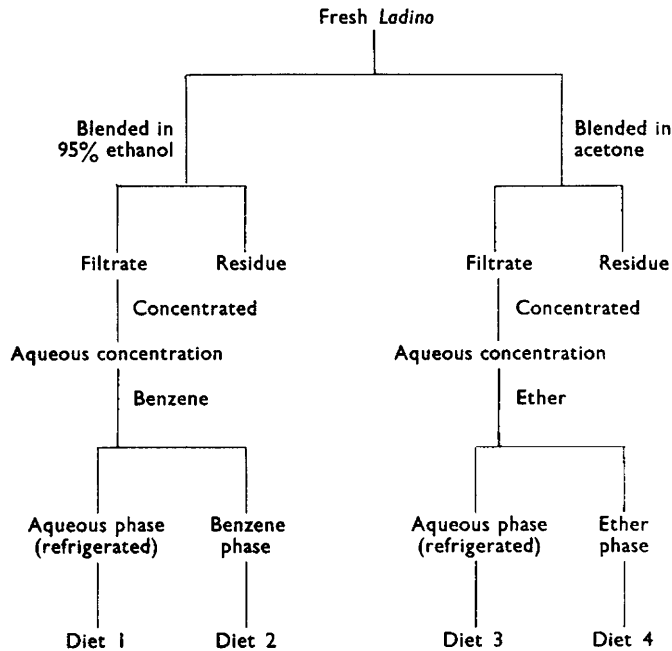 Fresh Ladino
Blended in
95% ethanol
Blended in
acetone
Filtrate
Residue
Filtrate
Residue
Concentrated
Concentrated
Aqueous concentration
Aqueous concentration
Benzene
Ether
Aqueous phase
(refrigerated)
Benzene
phase
Aqueous phase
(refrigerated)
Ether
phase
Diet 1
Diet 2
Diet 3
Diet 4